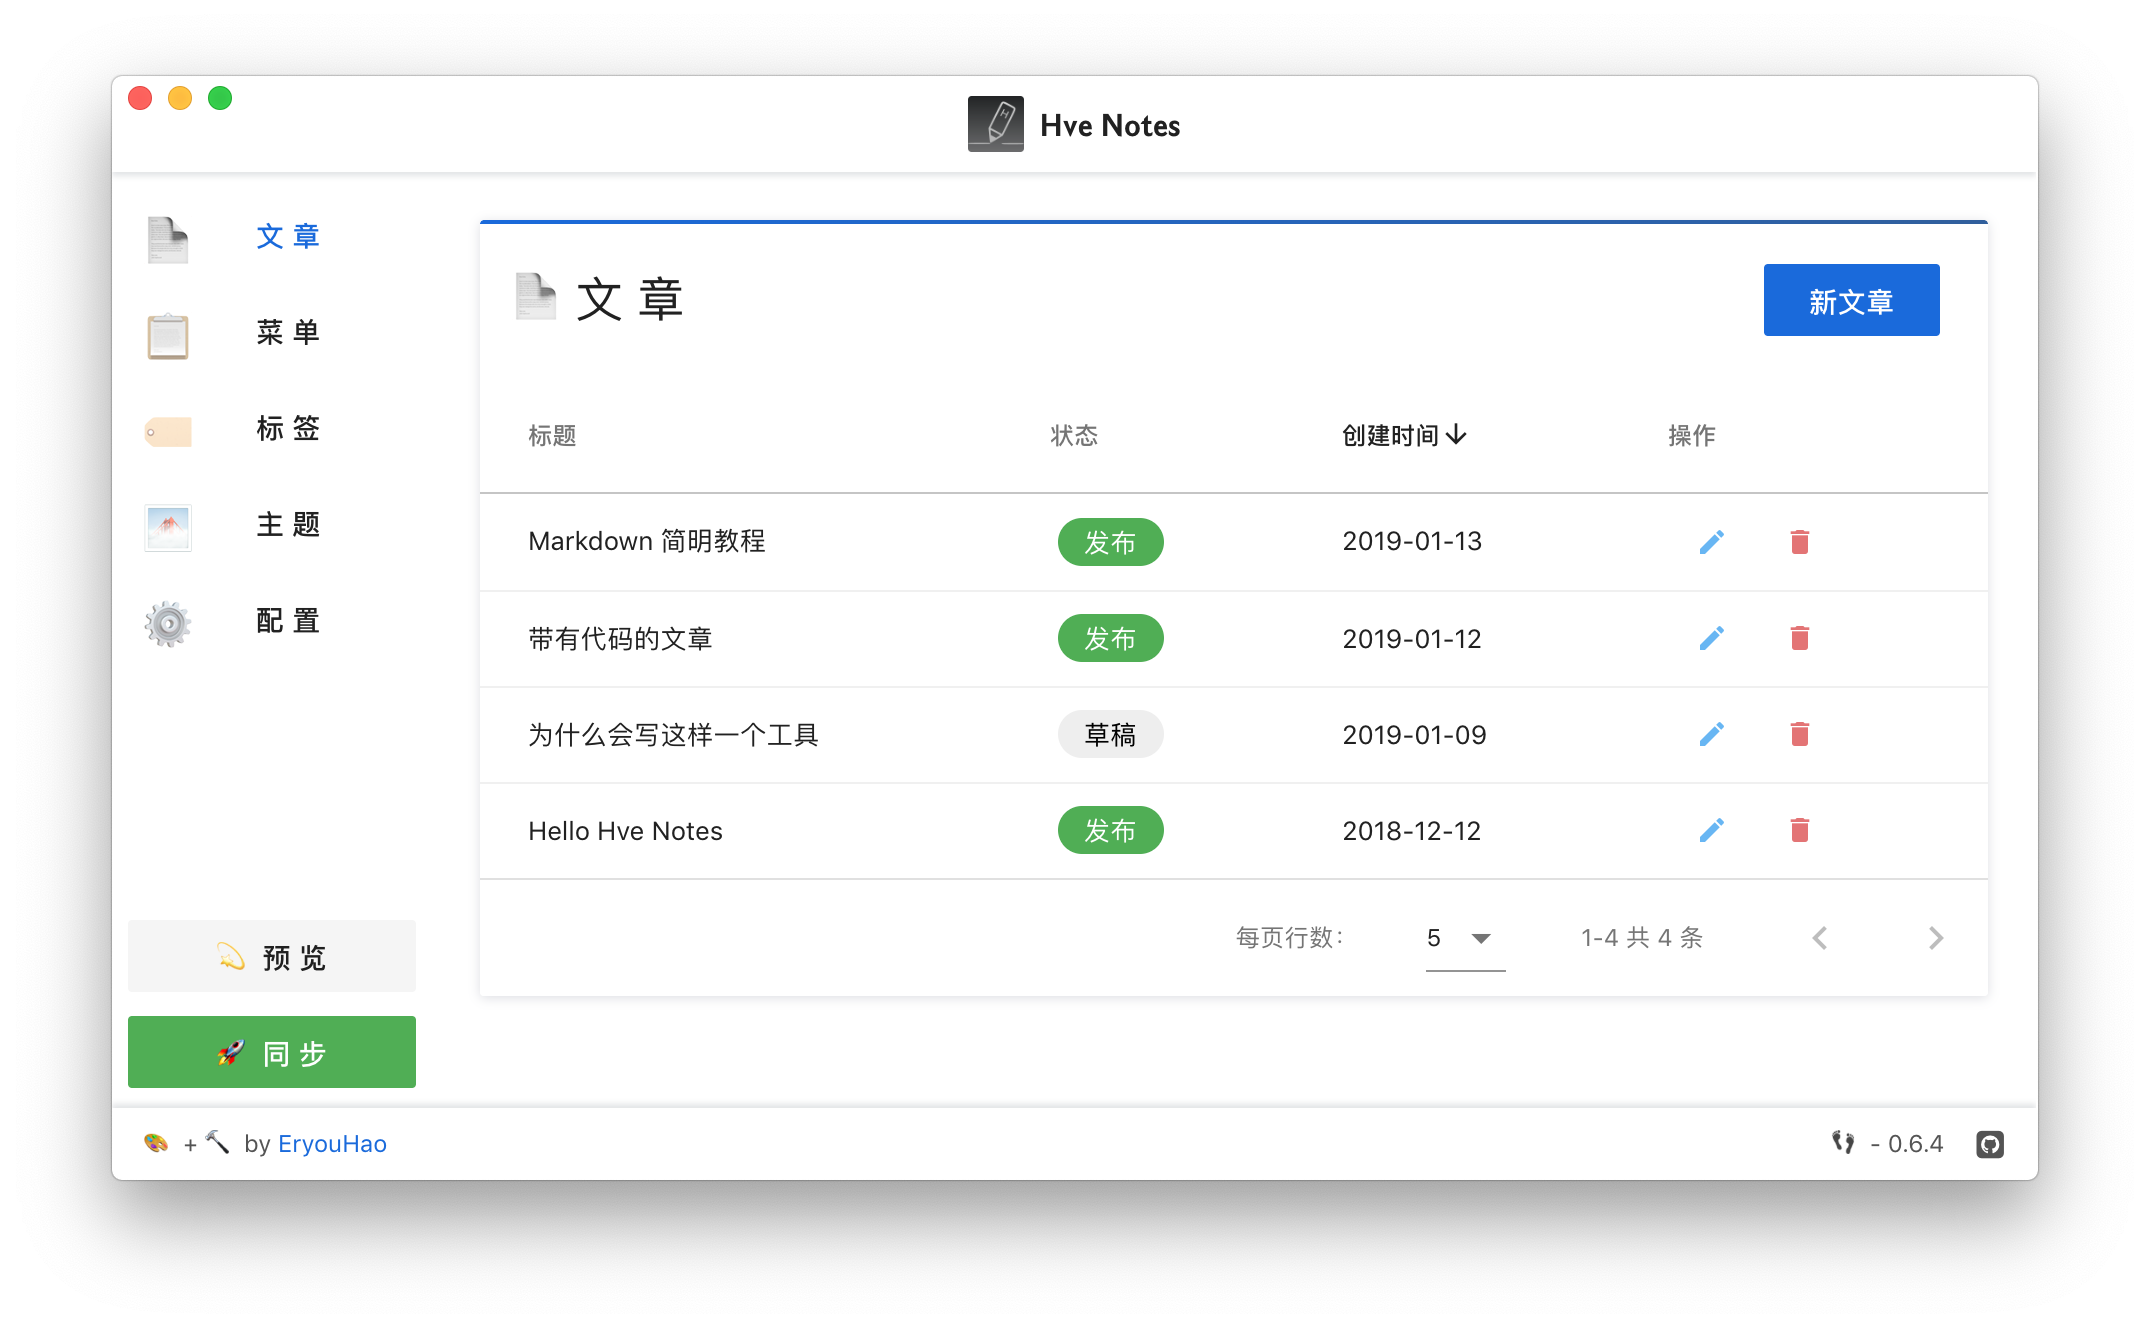 Hve Notes
文 章
菜 单
标 签
主 题
配 置
预 览
同 步
文 章
新文章
标题 状态 创建时间 操作
Markdown 简明教程 发布 2019-01-13
带有代码的文章 发布 2019-01-12
为什么会写这样一个工具 草稿 2019-01-09
Hello Hve Notes 发布 2018-12-12
每页行数： 5 1-4 共 4 条
+ by EryouHao
- 0.6.4